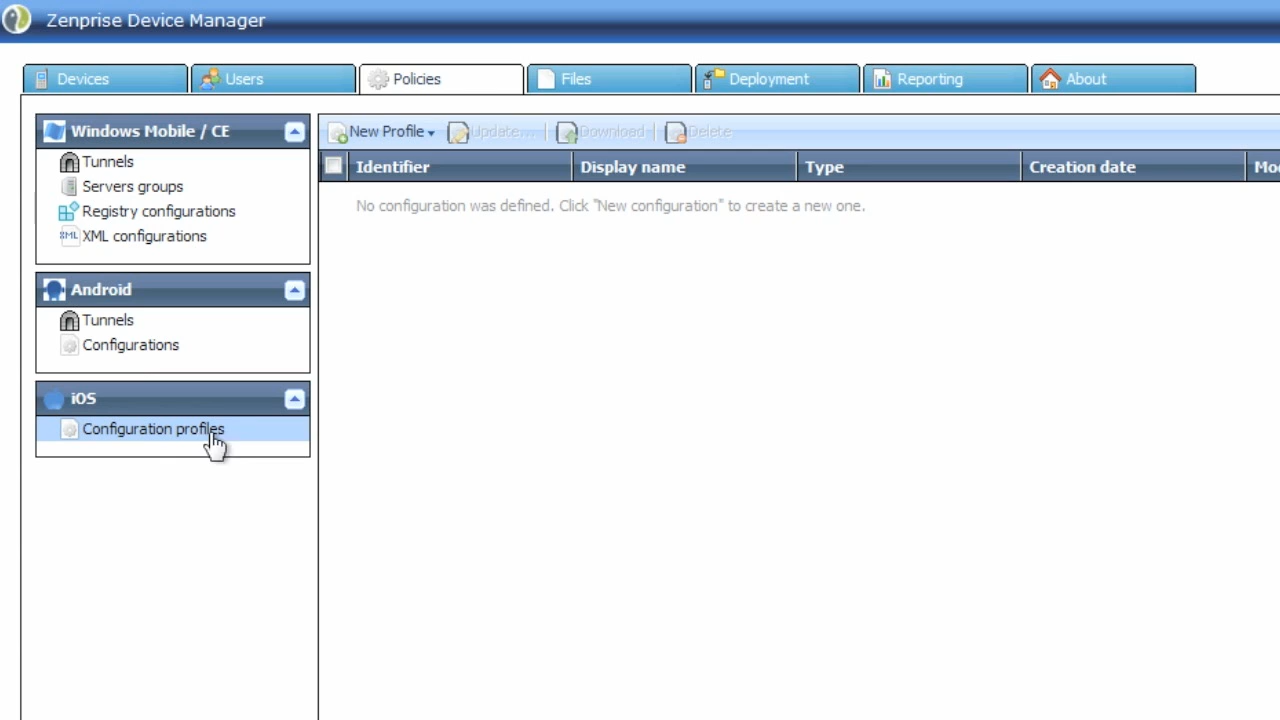 Zenprise Device Manager
Devices
Users
Policies
Files
Deployment
Reporting
About
Windows Mobile / CE
Tunnels
Servers groups
Registry configurations
XML
XML configurations
Android
Tunnels
Configurations
iOS
Configuration profiles
New Profile
Update...
Download
Delete
Identifier
Display name
Type
Creation date
No configuration was defined. Click "New configuration" to create a new one.